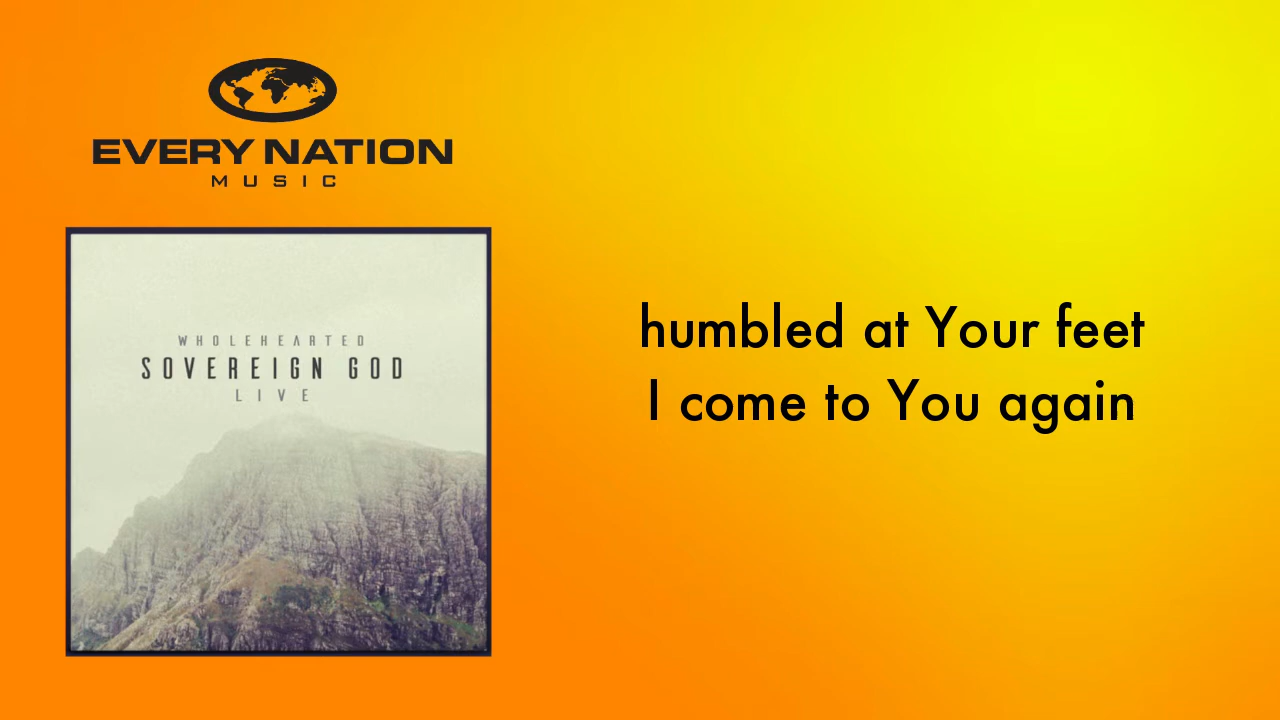 EVERY NATION
MUSIC
WHOLEHEARTED
SOVEREIGN GOD
LIVE
humbled at Your feet
I come to You again